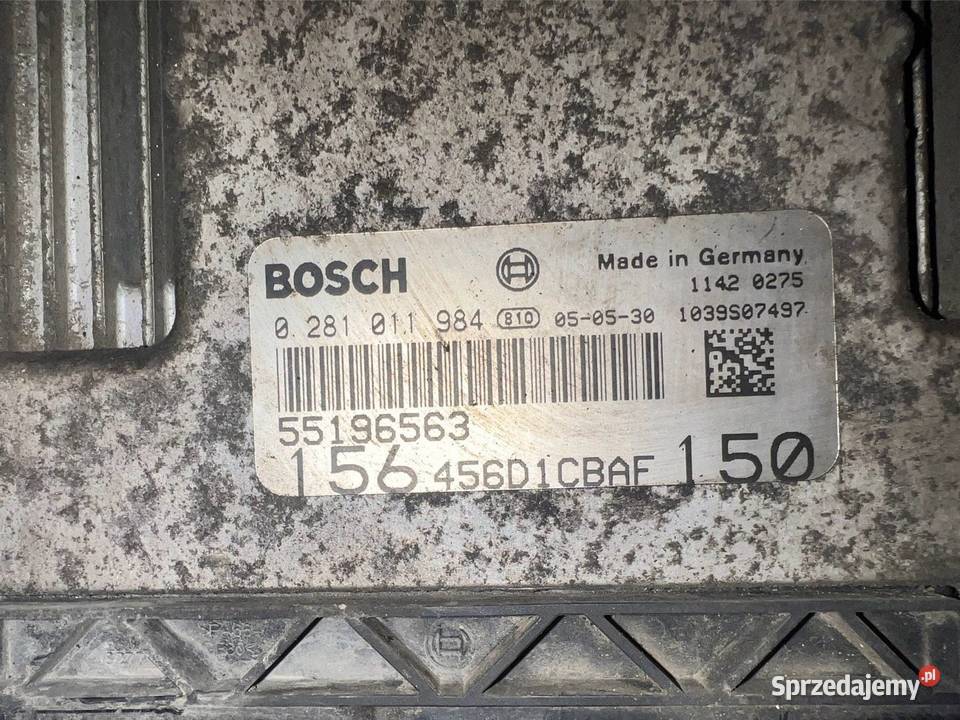 BOSCH
Made in Germany
1142 0275
0 281 011 984 810 05-05-30 1039S07497
55196563
156 456D1CBAF 150
Sprzedajemy.pl